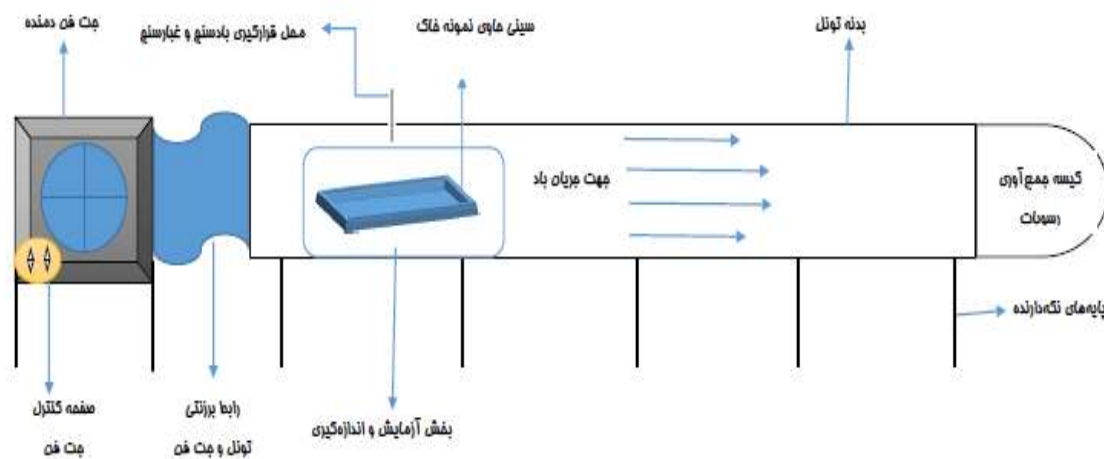 جت فن دمنده
محل قرارگیری بادسنج و غبارسنج
سینی حاوی نمونه خاک
بدنه تونل
جهت جریان باد
کیسه جمع‌آوری
رسوبات
پایه‌های نگه‌دارنده
صفحه کنترل
جت فن
رابط برزنتی
تونل و جت فن
بخش آزمایش و اندازه‌گیری